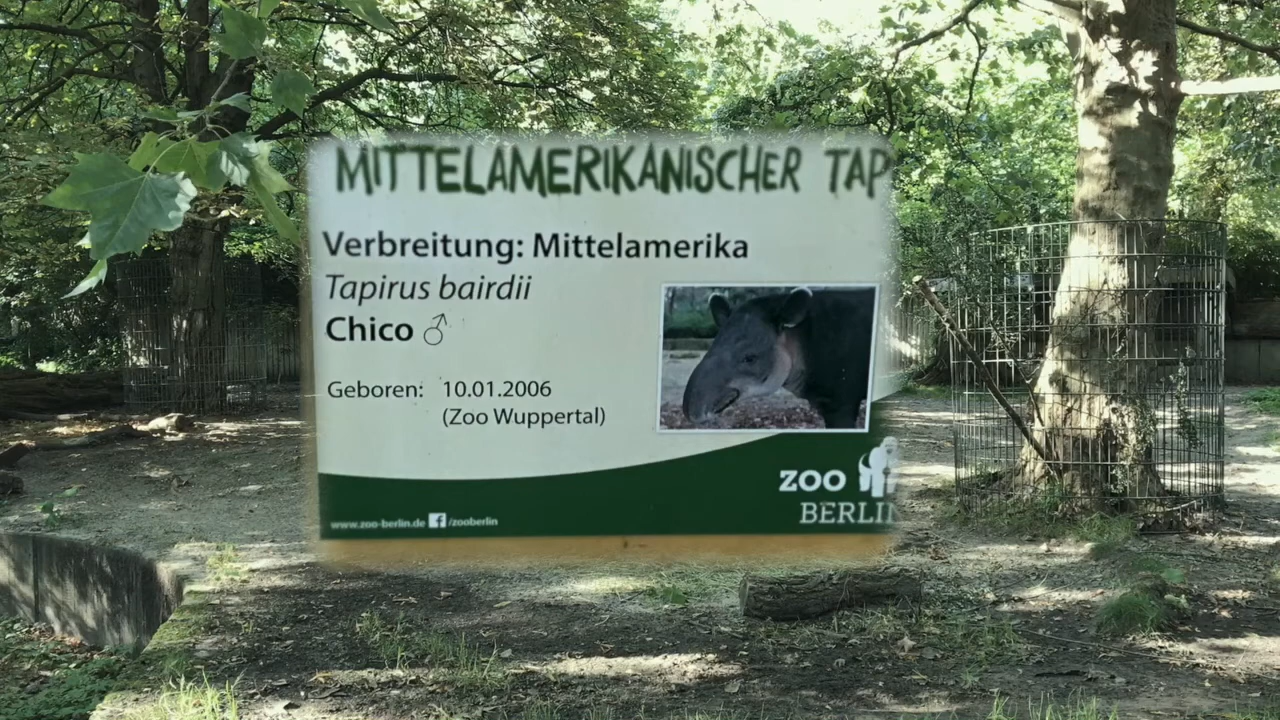 MITTELAMERIKANISCHER TAP
Verbreitung: Mittelamerika
Tapirus bairdii
Chico ♂
Geboren: 10.01.2006
(Zoo Wuppertal)
ZOO
BERLIN
www.zoo-berlin.de /zooberlin